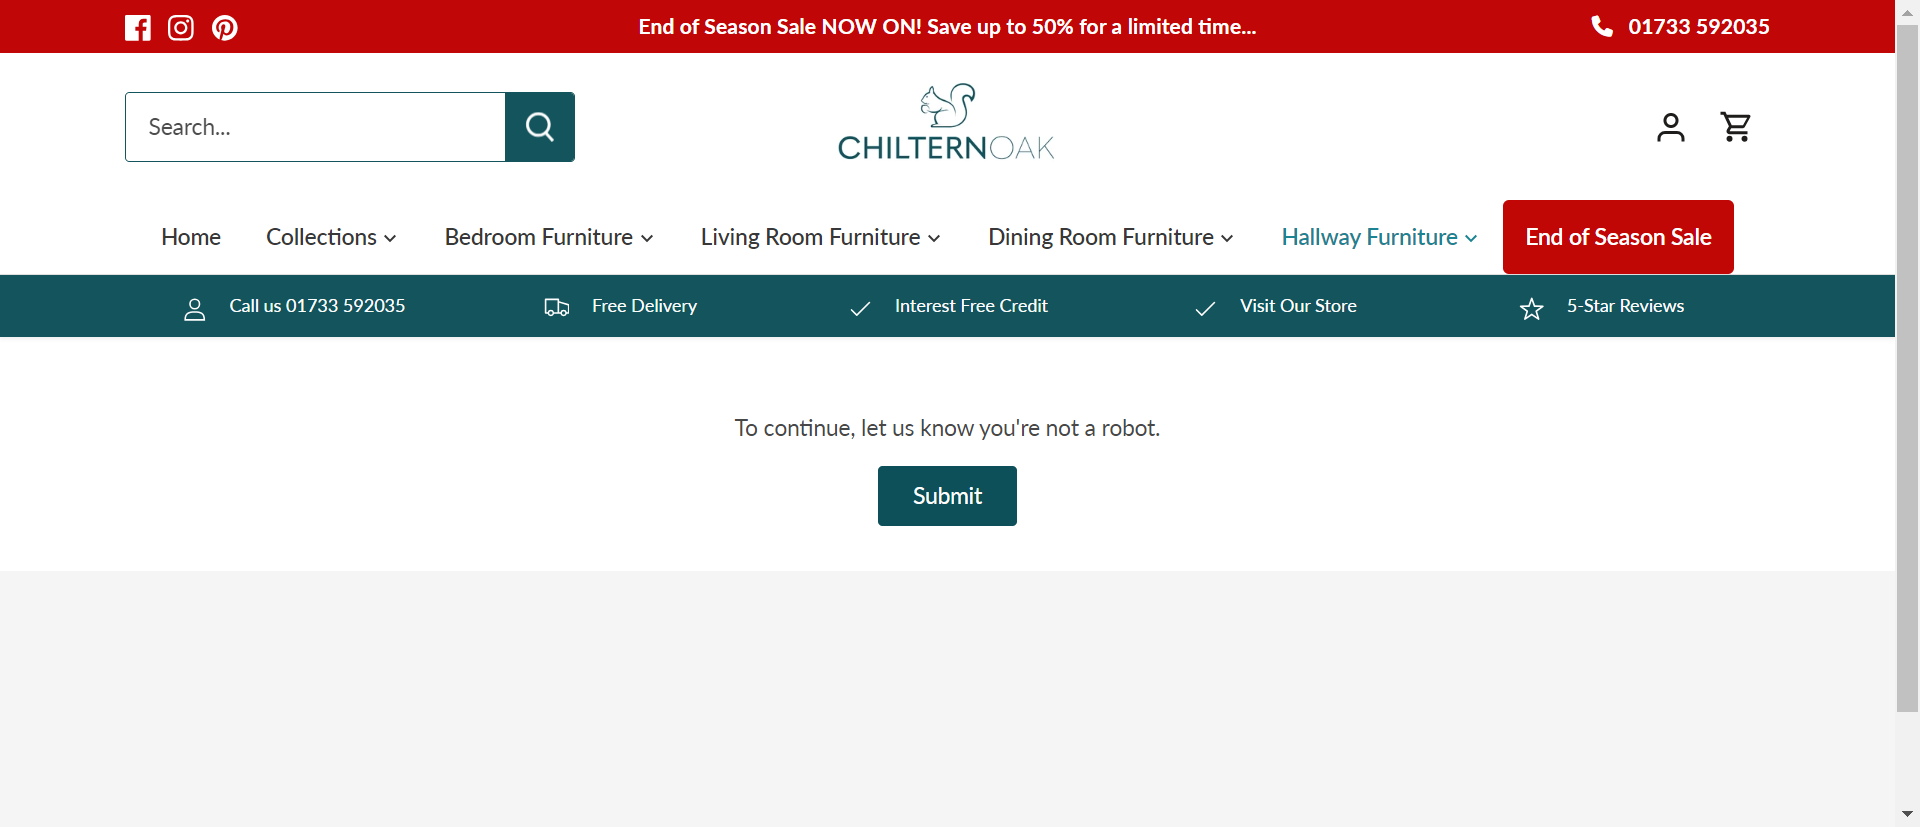 End of Season Sale NOW ON! Save up to 50% for a limited time...
01733 592035
Search...
CHILTERNOAK
Home
Collections
Bedroom Furniture
Living Room Furniture
Dining Room Furniture
Hallway Furniture
End of Season Sale
Call us 01733 592035
Free Delivery
Interest Free Credit
Visit Our Store
5-Star Reviews
To continue, let us know you're not a robot.
Submit